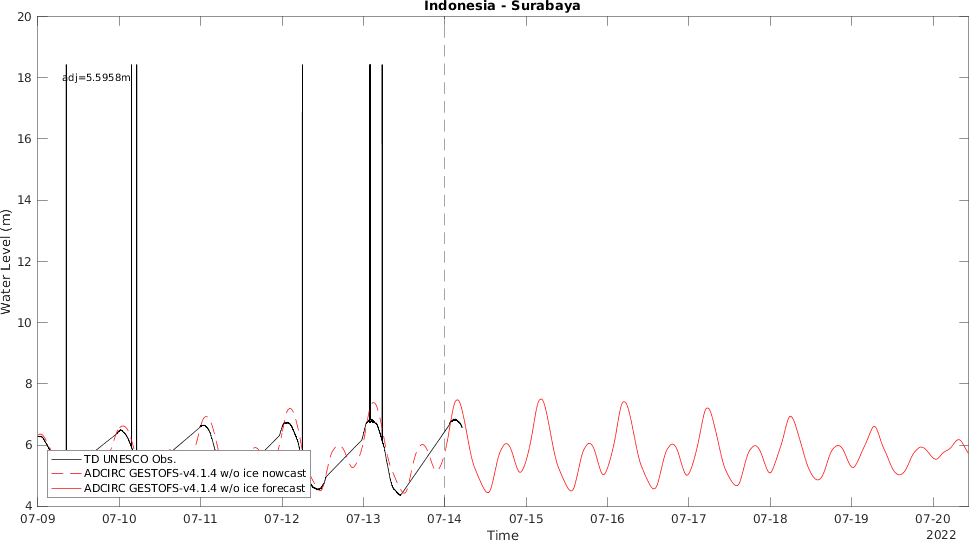 Indonesia - Surabaya
20
18
16
14
12
10
8
6
4
Water Level (m)
adj=5.5958m
TD UNESCO Obs.
ADCIRC GESTOFS-v4.1.4 w/o ice nowcast
ADCIRC GESTOFS-v4.1.4 w/o ice forecast
07-09 07-10 07-11 07-12 07-13 07-14 07-15 07-16 07-17 07-18 07-19 07-20
2022
Time